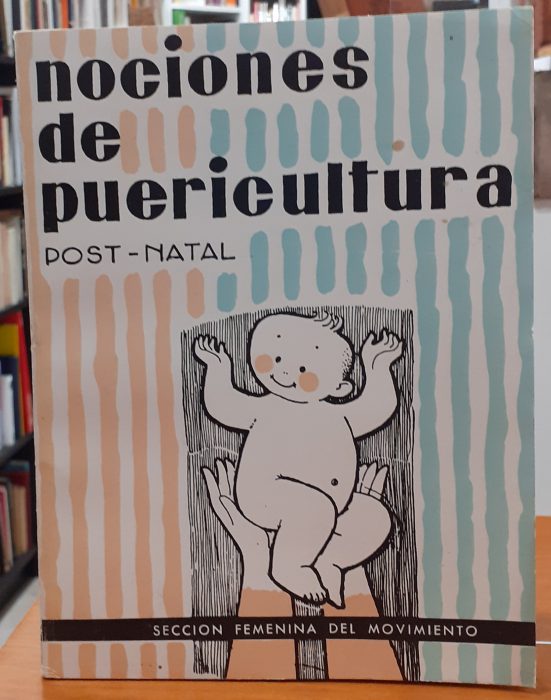 nociones
de
puericultura
POST-NATAL
SECCION FEMENINA DEL MOVIMIENTO